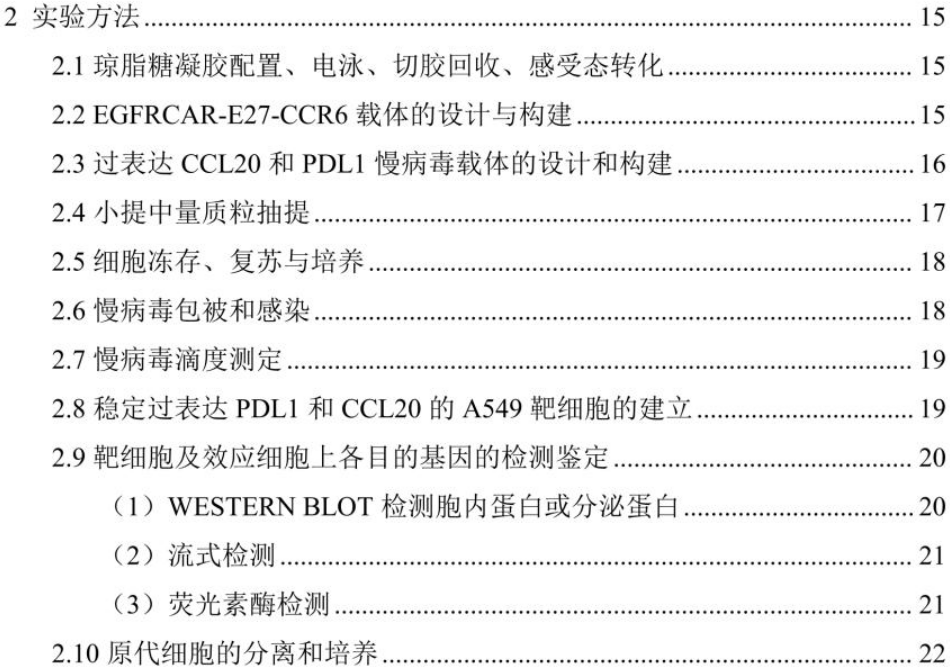 2 实验方法........................................................................15
2.1 琼脂糖凝胶配置、电泳、切胶回收、感受态转化........................15
2.2 EGFRCAR-E27-CCR6 载体的设计与构建................................15
2.3 过表达 CCL20 和 PDL1 慢病毒载体的设计和构建........................16
2.4 小提中量质粒抽提........................................................17
2.5 细胞冻存、复苏与培养....................................................18
2.6 慢病毒包被和感染........................................................18
2.7 慢病毒滴度测定..........................................................19
2.8 稳定过表达 PDL1 和 CCL20 的 A549 靶细胞的建立......................19
2.9 靶细胞及效应细胞上各目的基因的检测鉴定..............................20
（1）WESTERN BLOT 检测胞内蛋白或分泌蛋白............................20
（2）流式检测..............................................................21
（3）荧光素酶检测..........................................................21
2.10 原代细胞的分离和培养..................................................22